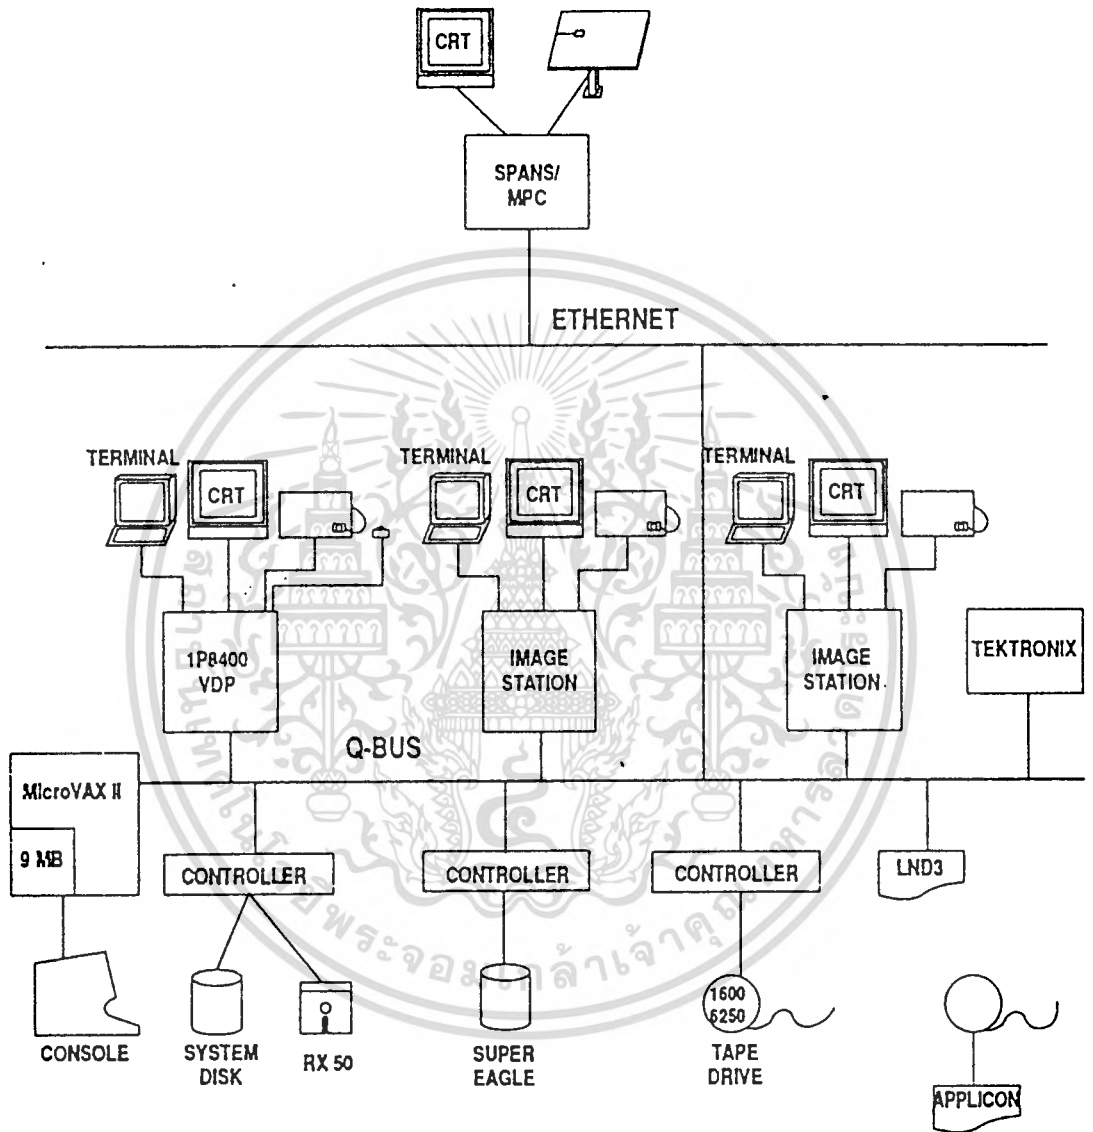 CRT
SPANS/
MPC
ETHERNET
TERMINAL
CRT
TERMINAL
CRT
TERMINAL
CRT
1P8400
VDP
IMAGE
STATION
IMAGE
STATION
TEKTRONIX
Q-BUS
MicroVAX II
9 MB
CONTROLLER
CONTROLLER
CONTROLLER
LND3
1600
6250
CONSOLE
SYSTEM
DISK
RX 50
SUPER
EAGLE
TAPE
DRIVE
APPLICON